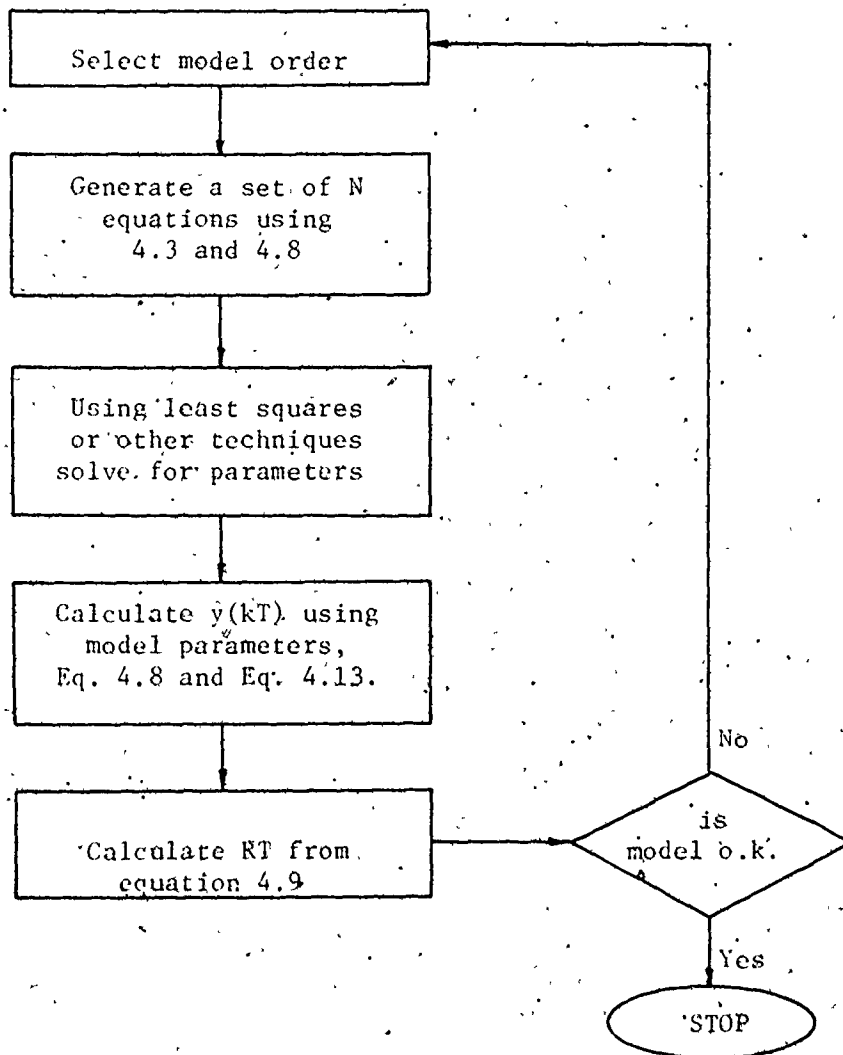 Select model order
Generate a set of N
equations using
4.3 and 4.8
Using least squares
or other techniques
solve for parameters
Calculate ŷ(kT) using
model parameters,
Eq. 4.8 and Eq. 4.13.
Calculate RT from
equation 4.9
is
model o.k.
No
Yes
STOP